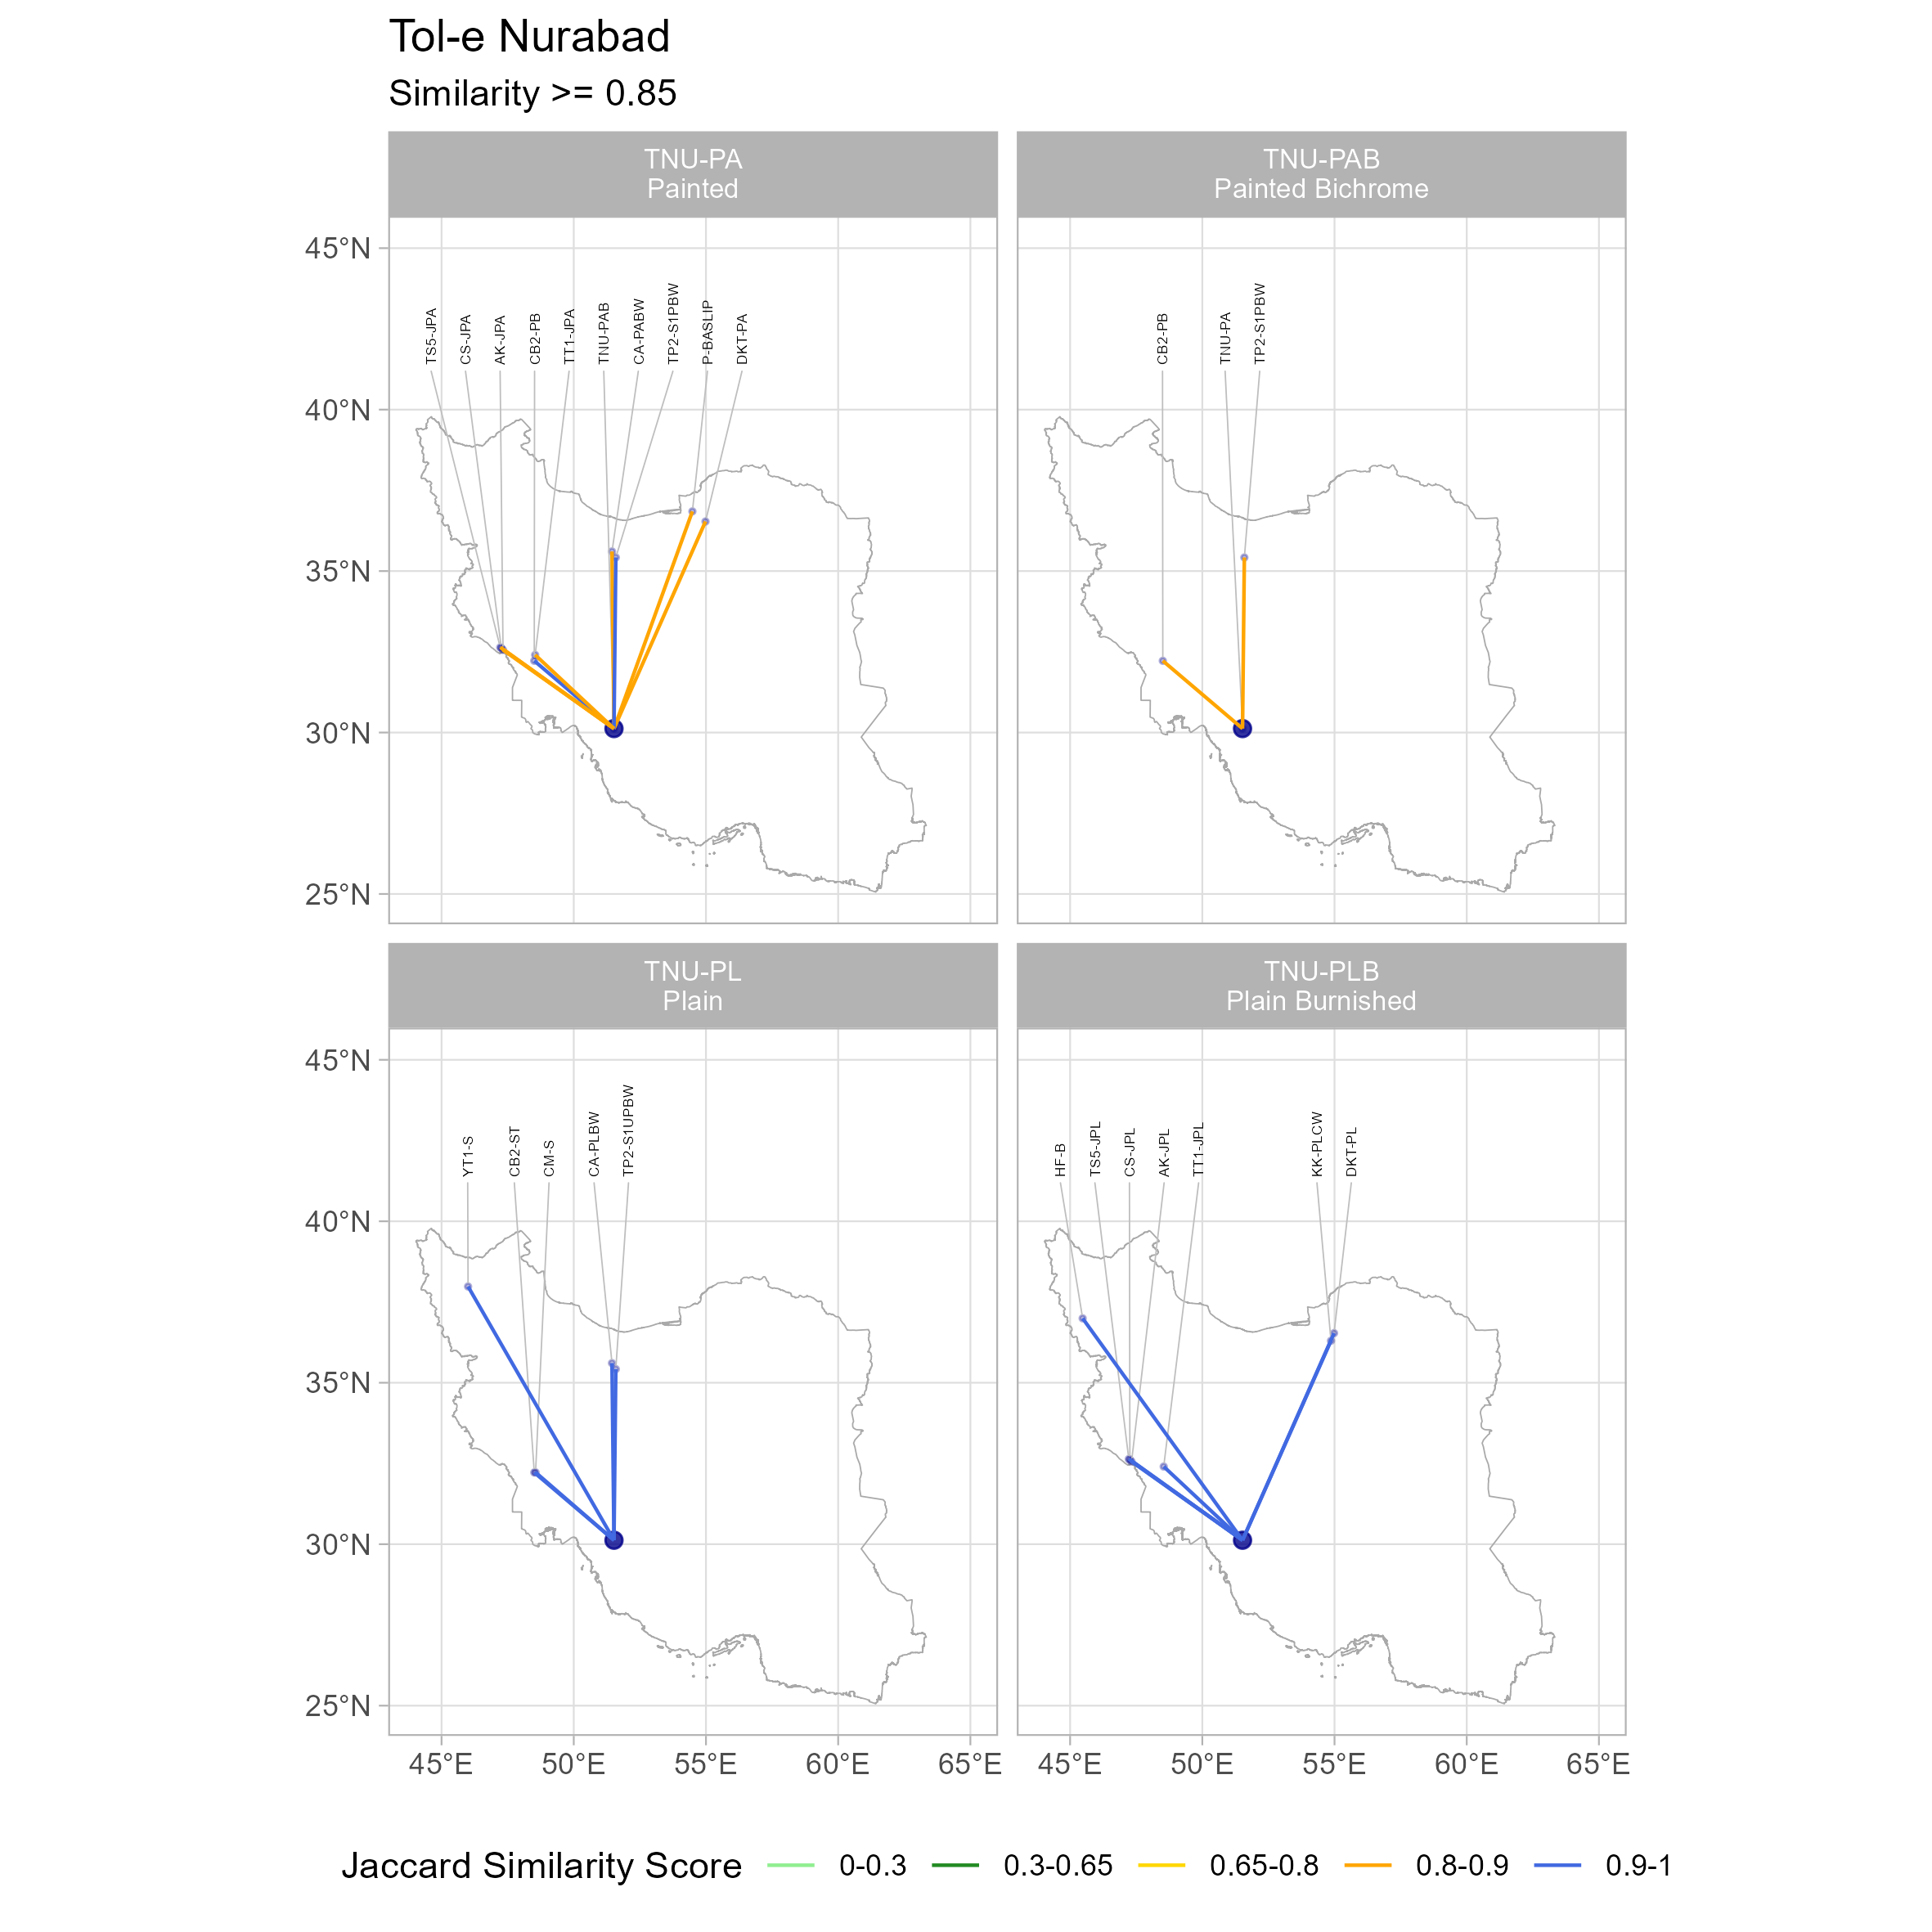 Tol-e Nurabad
Similarity >= 0.85
TNU-PA
Painted
TNU-PAB
Painted Bichrome
45°N
40°N
35°N
30°N
25°N
TS5-JPA
CS-JPA
AK-JPA
CB2-PB
TT1-JPA
TNU-PAB
CA-PABW
TP2-S1PBW
P-BASLIP
DKT-PA
CB2-PB
TNU-PA
TP2-S1PBW
TNU-PL
Plain
TNU-PLB
Plain Burnished
45°N
40°N
35°N
30°N
25°N
YT1-S
CB2-ST
CM-S
CA-PLBW
TP2-S1UPBW
HF-B
TS5-JPL
CS-JPL
AK-JPL
TT1-JPL
KK-PLCW
DKT-PL
45°E 50°E 55°E 60°E 65°E
45°E 50°E 55°E 60°E 65°E
Jaccard Similarity Score 0-0.3 0.3-0.65 0.65-0.8 0.8-0.9 0.9-1